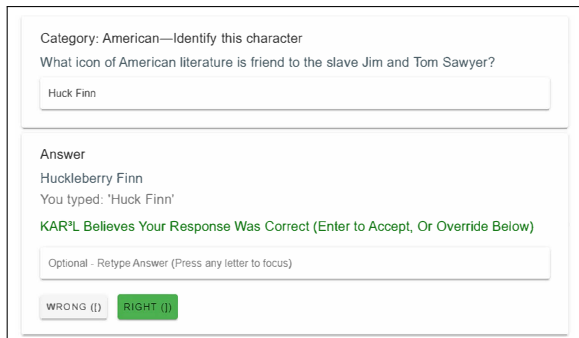 Category: American—Identify this character
What icon of American literature is friend to the slave Jim and Tom Sawyer?
Huck Finn
Answer
Huckleberry Finn
You typed: 'Huck Finn'
KAR³L Believes Your Response Was Correct (Enter to Accept, Or Override Below)
Optional - Retype Answer (Press any letter to focus)
WRONG ([) RIGHT (])